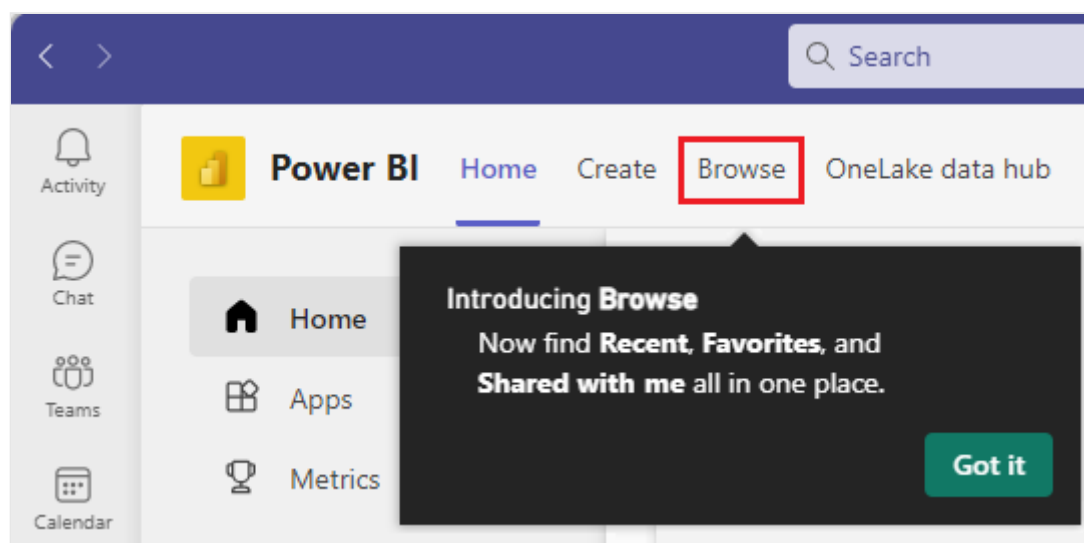 Search
Activity
Chat
Teams
Calendar
Power BI Home Create Browse OneLake data hub
Home
Apps
Metrics
Introducing Browse
Now find Recent, Favorites, and
Shared with me all in one place.
Got it